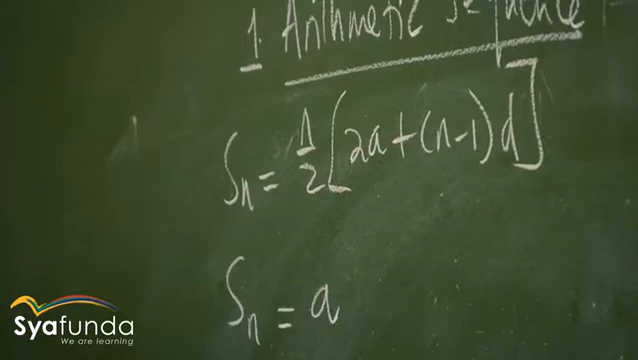 1. Arithmetic Sequence
Sn = n/2 [2a + (n-1)d]
Sn = a
Syafunda
We are learning